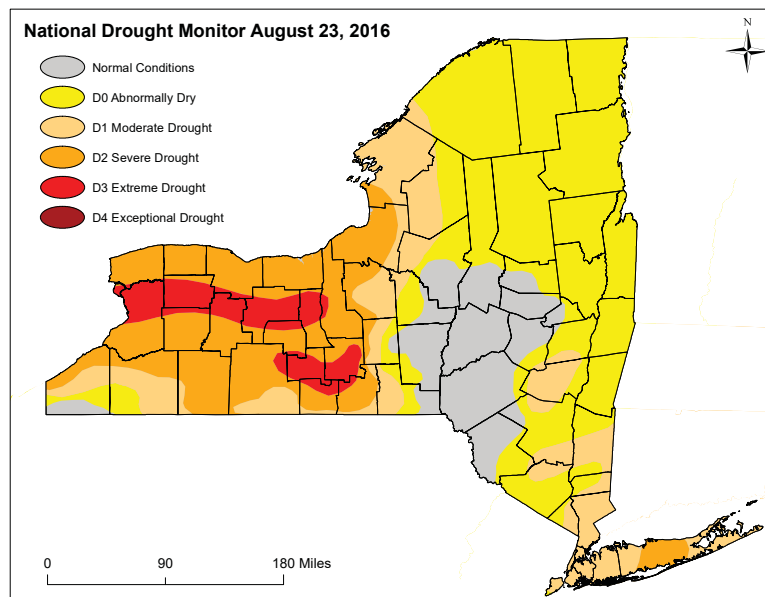 National Drought Monitor August 23, 2016
N
Normal Conditions
D0 Abnormally Dry
D1 Moderate Drought
D2 Severe Drought
D3 Extreme Drought
D4 Exceptional Drought
0 90 180 Miles